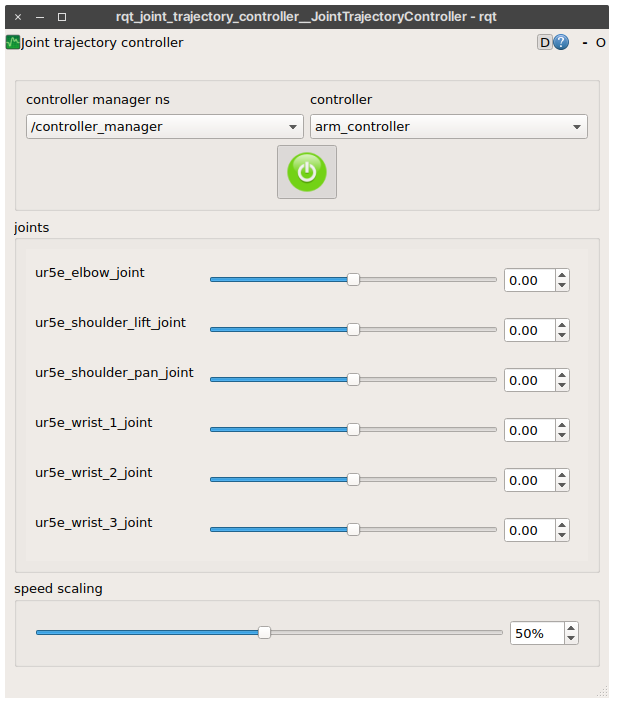 rqt_joint_trajectory_controller__JointTrajectoryController - rqt
Joint trajectory controller D ? - O
controller manager ns controller
/controller_manager arm_controller
joints
ur5e_elbow_joint 0.00
ur5e_shoulder_lift_joint 0.00
ur5e_shoulder_pan_joint 0.00
ur5e_wrist_1_joint 0.00
ur5e_wrist_2_joint 0.00
ur5e_wrist_3_joint 0.00
speed scaling
50%